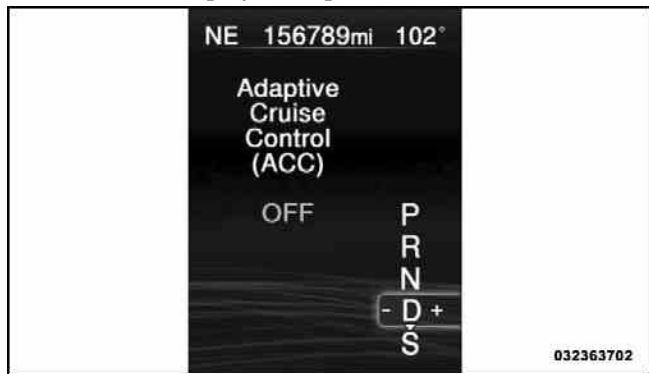 NE 156789mi 102°
Adaptive
Cruise
Control
(ACC)
OFF
P
R
N
- D +
S
032363702